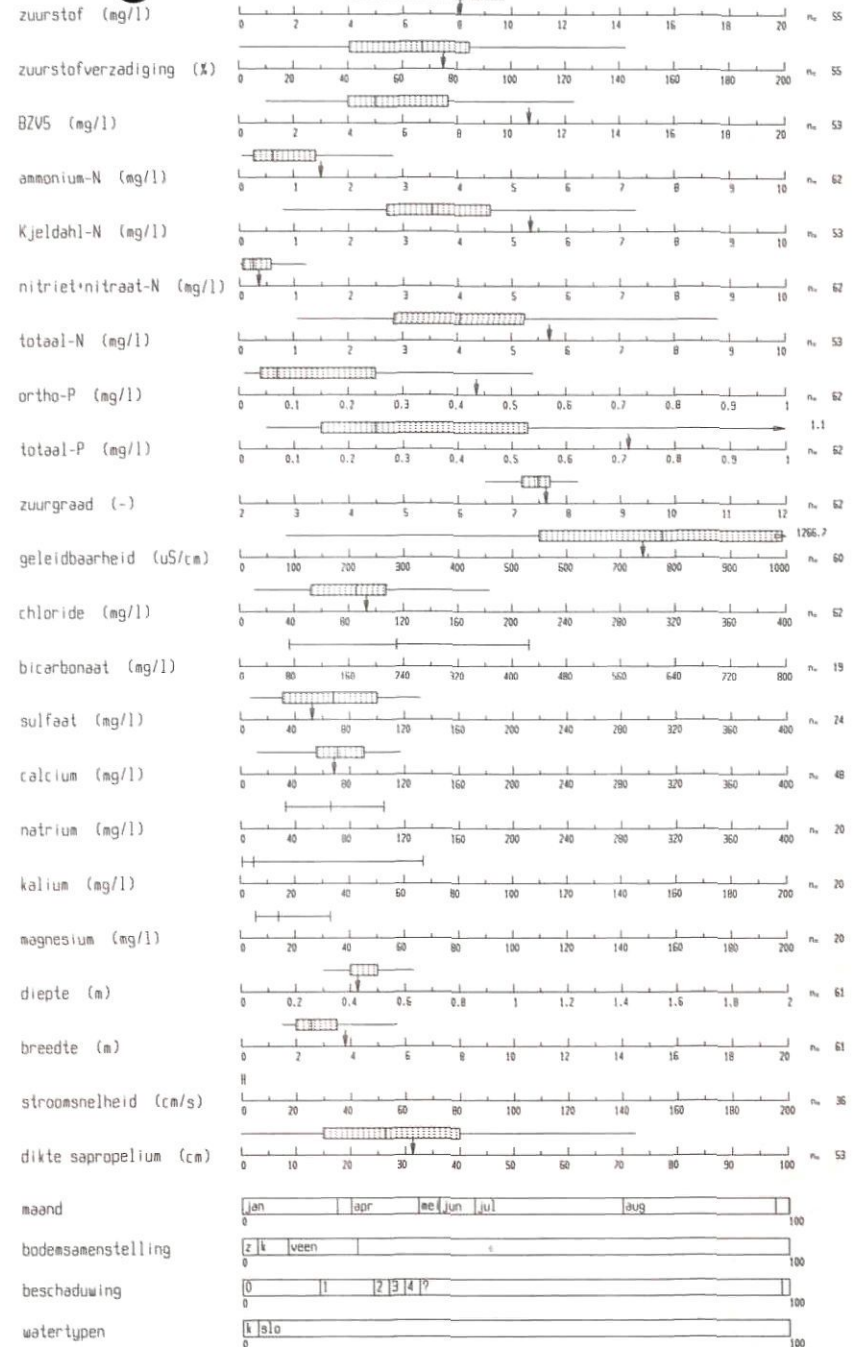 zuurstof (mg/l) 0 2 4 6 8 10 12 14 16 18 20 n= 55
zuurstofverzadiging (%) 0 20 40 60 80 100 120 140 160 180 200 n= 55
BZV5 (mg/l) 0 2 4 6 8 10 12 14 16 18 20 n= 53
ammonium-N (mg/l) 0 1 2 3 4 5 6 7 8 9 10 n= 62
Kjeldahl-N (mg/l) 0 1 2 3 4 5 6 7 8 9 10 n= 53
nitriet+nitraat-N (mg/l) 0 1 2 3 4 5 6 7 8 9 10 n= 62
totaal-N (mg/l) 0 1 2 3 4 5 6 7 8 9 10 n= 53
ortho-P (mg/l) 0 0.1 0.2 0.3 0.4 0.5 0.6 0.7 0.8 0.9 1 n= 62
1.1
totaal-P (mg/l) 0 0.1 0.2 0.3 0.4 0.5 0.6 0.7 0.8 0.9 1 n= 62
zuurgraad (-) 2 3 4 5 6 7 8 9 10 11 12 n= 62
1266.7
geleidbaarheid (uS/cm) 0 100 200 300 400 500 600 700 800 900 1000 n= 60
chloride (mg/l) 0 40 80 120 160 200 240 280 320 360 400 n= 62
bicarbonaat (mg/l) 0 80 160 240 320 400 480 560 640 720 800 n= 19
sulfaat (mg/l) 0 40 80 120 160 200 240 280 320 360 400 n= 24
calcium (mg/l) 0 40 80 120 160 200 240 280 320 360 400 n= 48
natrium (mg/l) 0 40 80 120 160 200 240 280 320 360 400 n= 20
kalium (mg/l) 0 20 40 60 80 100 120 140 160 180 200 n= 20
magnesium (mg/l) 0 20 40 60 80 100 120 140 160 180 200 n= 20
diepte (m) 0 0.2 0.4 0.6 0.8 1 1.2 1.4 1.6 1.8 2 n= 61
breedte (m) 0 2 4 6 8 10 12 14 16 18 20 n= 61
stroomsnelheid (cm/s) 0 20 40 60 80 100 120 140 160 180 200 n= 36
dikte sapropelium (cm) 0 10 20 30 40 50 60 70 80 90 100 n= 53
maand jan apr mei jun jul aug
0 100
bodemsamenstelling z k veen
0 100
beschaduwing 0 1 2 3 4 ?
0 100
watertypen k slo
0 100